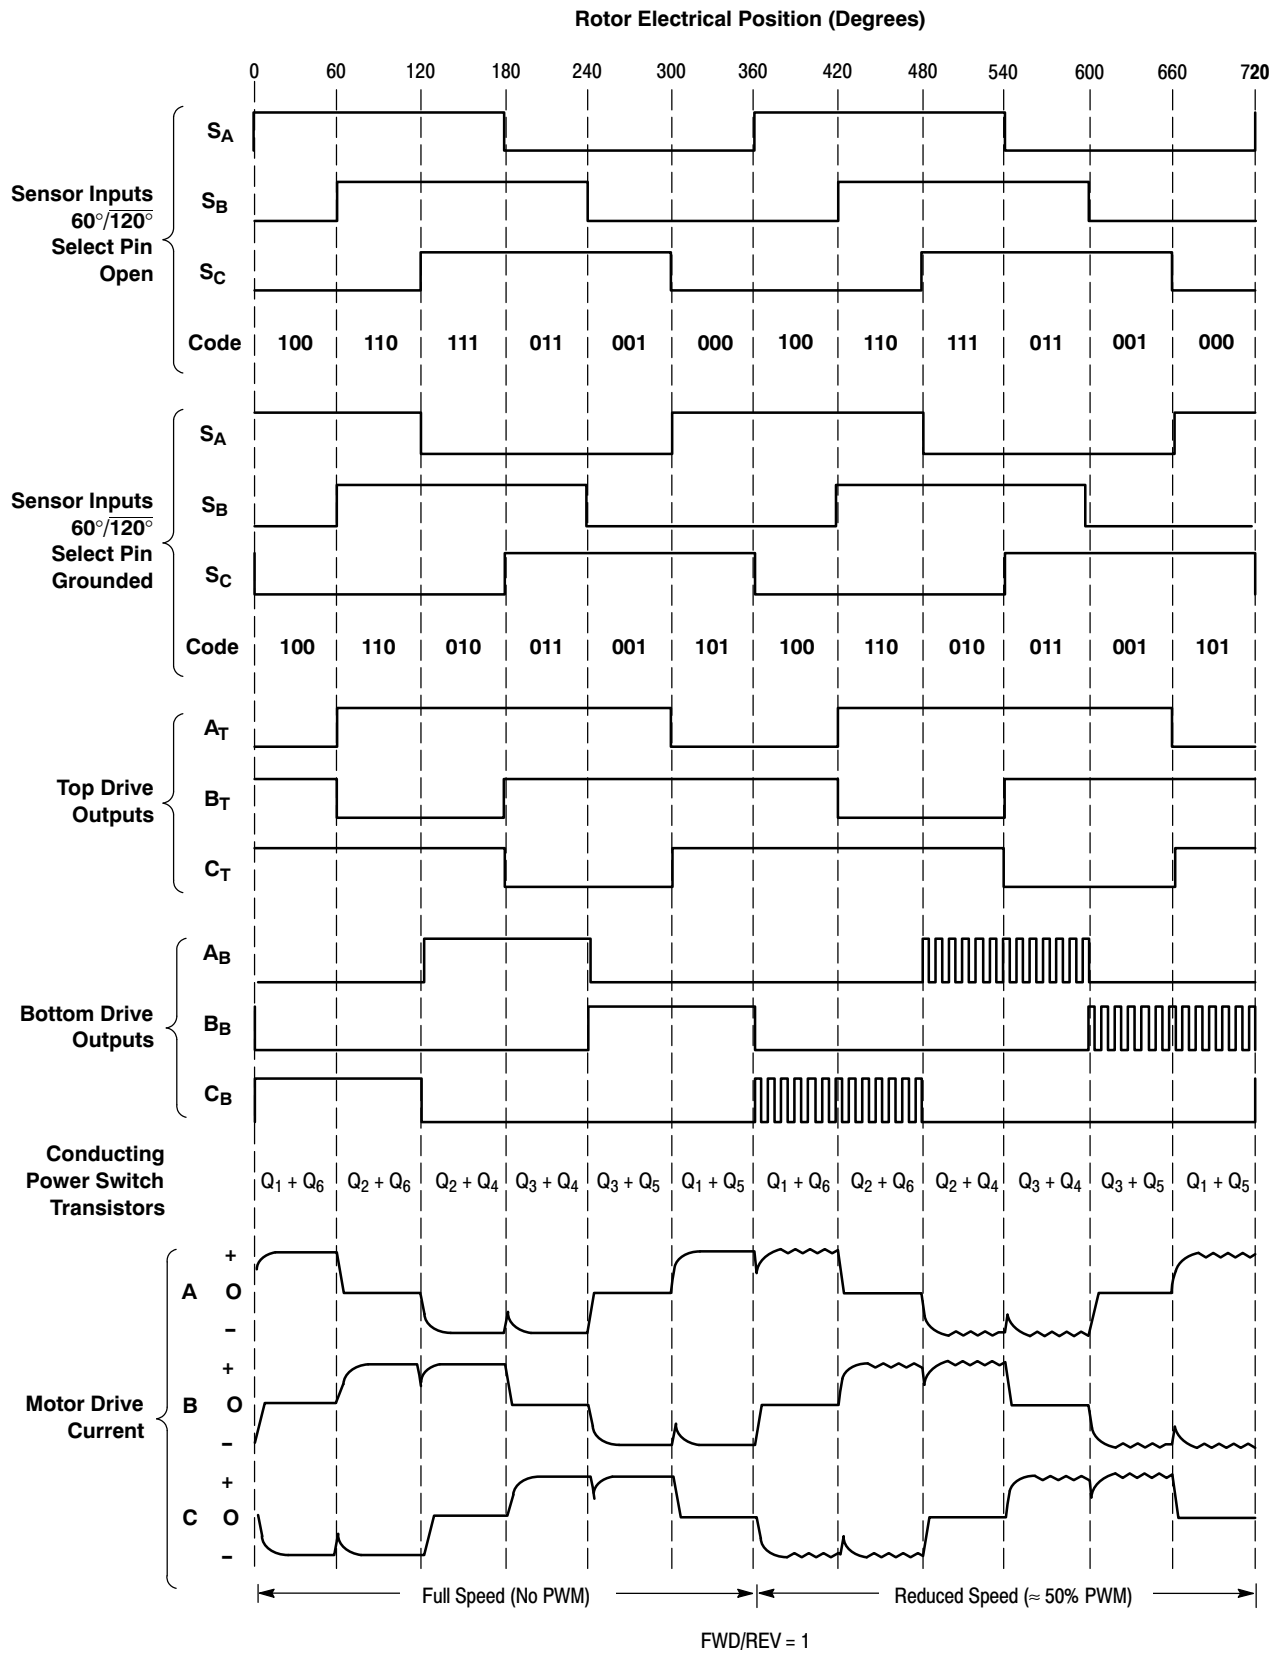 Rotor Electrical Position (Degrees)
0 60 120 180 240 300 360 420 480 540 600 660 720
SA
Sensor Inputs
60°/120°
Select Pin
Open
SB
SC
Code 100 110 111 011 001 000 100 110 111 011 001 000
SA
Sensor Inputs
60°/120°
Select Pin
Grounded
SB
SC
Code 100 110 010 011 001 101 100 110 010 011 001 101
AT
Top Drive
Outputs
BT
CT
AB
Bottom Drive
Outputs
BB
CB
Conducting
Power Switch
Transistors
Q1 + Q6 Q2 + Q6 Q2 + Q4 Q3 + Q4 Q3 + Q5 Q1 + Q5 Q1 + Q6 Q2 + Q6 Q2 + Q4 Q3 + Q4 Q3 + Q5 Q1 + Q5
+
A O
−
+
Motor Drive
Current
B O
−
+
C O
−
Full Speed (No PWM) Reduced Speed (≈ 50% PWM)
FWD/REV = 1